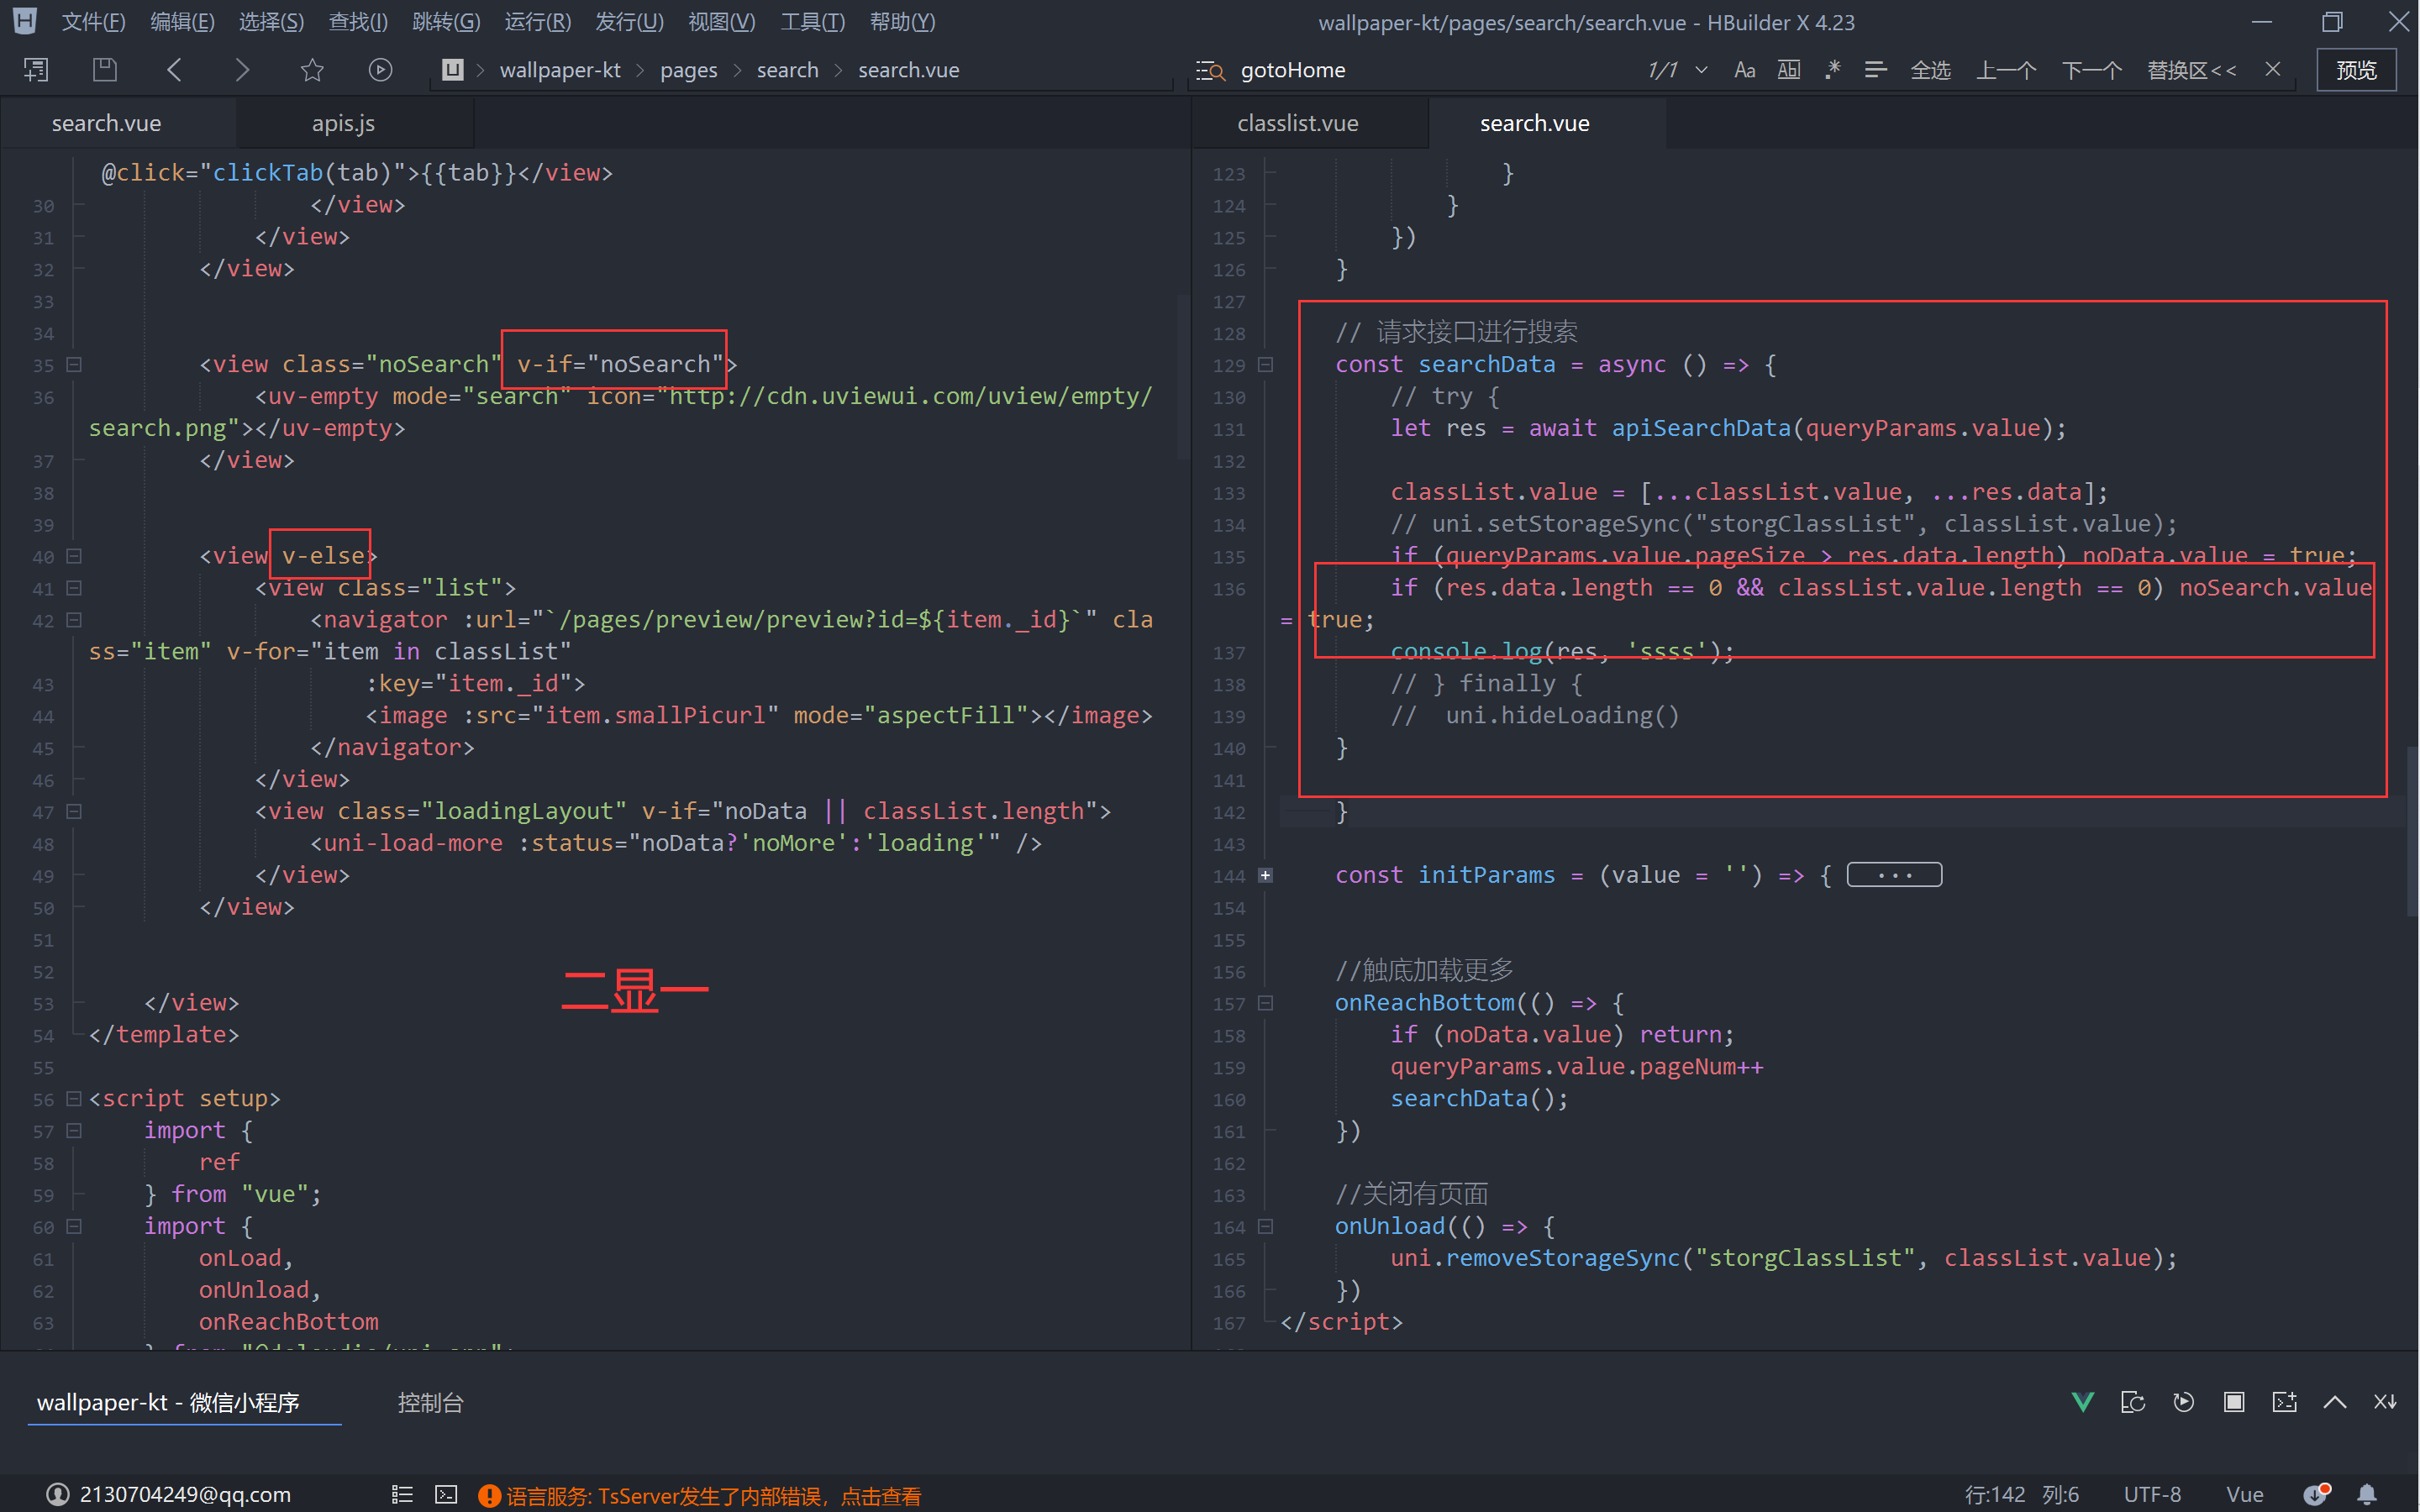 文件(F) 编辑(E) 选择(S) 查找(I) 跳转(G) 运行(R) 发行(U) 视图(V) 工具(T) 帮助(Y)
wallpaper-kt/pages/search/search.vue - HBuilder X 4.23
wallpaper-kt > pages > search > search.vue
gotoHome 1/1 Aa Ab| .* 全选 上一个 下一个 替换区<< 预览
search.vue apis.js
@click="clickTab(tab)">{{tab}}</view>
30 </view>
31 </view>
32 </view>
33
34
35 <view class="noSearch" v-if="noSearch">
36 <uv-empty mode="search" icon="http://cdn.uviewui.com/uview/empty/
search.png"></uv-empty>
37 </view>
38
39
40 <view v-else>
41 <view class="list">
42 <navigator :url="`/pages/preview/preview?id=${item._id}`" cla
ss="item" v-for="item in classList"
43 :key="item._id">
44 <image :src="item.smallPicurl" mode="aspectFill"></image>
45 </navigator>
46 </view>
47 <view class="loadingLayout" v-if="noData || classList.length">
48 <uni-load-more :status="noData?'noMore':'loading'" />
49 </view>
50 </view>
51
52
二显一
53 </view>
54 </template>
55
56 <script setup>
57 import {
58 ref
59 } from "vue";
60 import {
61 onLoad,
62 onUnload,
63 onReachBottom
classlist.vue search.vue
123 }
124 }
125 })
126 }
127
128 // 请求接口进行搜索
129 const searchData = async () => {
130 // try {
131 let res = await apiSearchData(queryParams.value);
132
133 classList.value = [...classList.value, ...res.data];
134 // uni.setStorageSync("storgClassList", classList.value);
135 if (queryParams.value.pageSize > res.data.length) noData.value = true;
136 if (res.data.length == 0 && classList.value.length == 0) noSearch.value
= true;
137 console.log(res, 'ssss');
138 // } finally {
139 // uni.hideLoading()
140 }
141
142 }
143
144 const initParams = (value = '') => { ...
154
155
156 //触底加载更多
157 onReachBottom(() => {
158 if (noData.value) return;
159 queryParams.value.pageNum++
160 searchData();
161 })
162
163 //关闭有页面
164 onUnload(() => {
165 uni.removeStorageSync("storgClassList", classList.value);
166 })
167 </script>
wallpaper-kt - 微信小程序 控制台
2130704249@qq.com 语言服务: TsServer发生了内部错误，点击查看 行:142 列:6 UTF-8 Vue